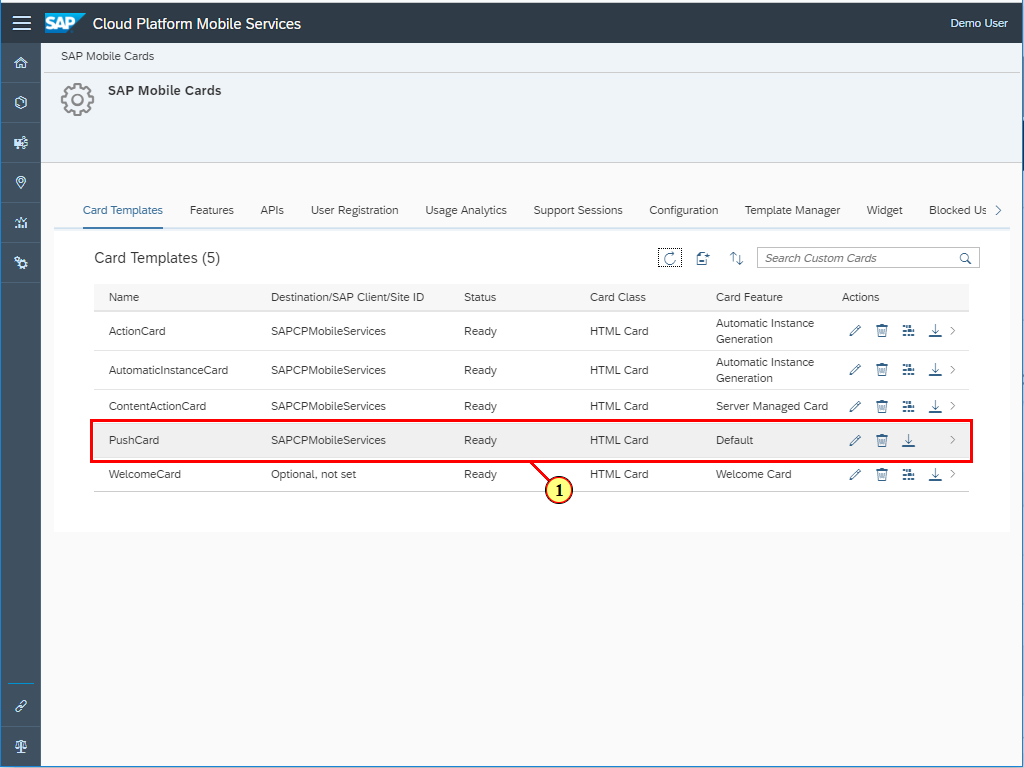 SAP Cloud Platform Mobile Services Demo User
SAP Mobile Cards
SAP Mobile Cards
Card Templates Features APIs User Registration Usage Analytics Support Sessions Configuration Template Manager Widget Blocked Us
Card Templates (5) Search Custom Cards
Name Destination/SAP Client/Site ID Status Card Class Card Feature Actions
ActionCard SAPCPMobileServices Ready HTML Card Automatic Instance
Generation
AutomaticInstanceCard SAPCPMobileServices Ready HTML Card Automatic Instance
Generation
ContentActionCard SAPCPMobileServices Ready HTML Card Server Managed Card
PushCard SAPCPMobileServices Ready HTML Card Default
WelcomeCard Optional, not set Ready HTML Card Welcome Card
1